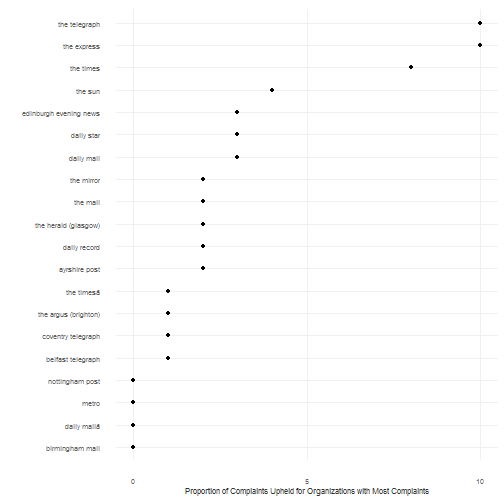 the telegraph
the express
the times
the sun
edinburgh evening news
daily star
daily mail
the mirror
the mail
the herald (glasgow)
daily record
ayrshire post
the timesâ
the argus (brighton)
coventry telegraph
belfast telegraph
nottingham post
metro
daily mailâ
birmingham mail
0 5 10
Proportion of Complaints Upheld for Organizations with Most Complaints